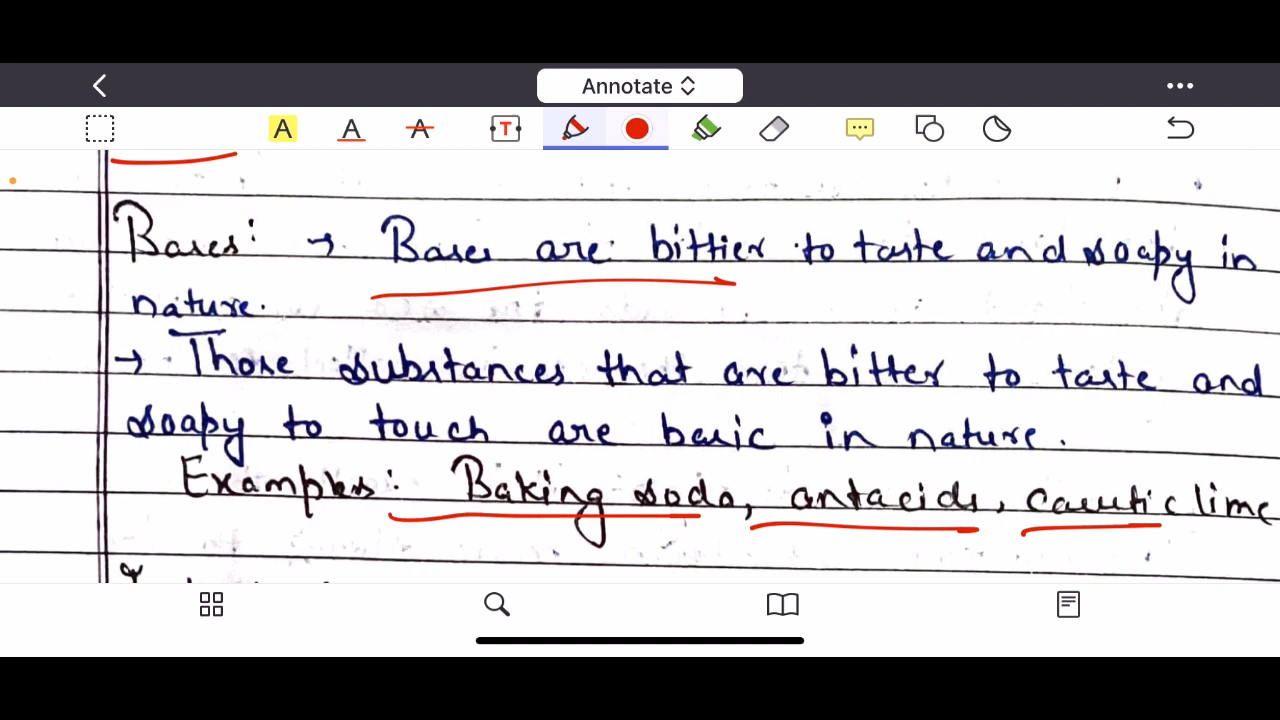 Annotate
A A A T
Bases: → Bases are bittier to taste and soapy in
nature.
→ Those substances that are bitter to taste and
soapy to touch are basic in nature.
Examples: Baking soda, antacids, caustic lime